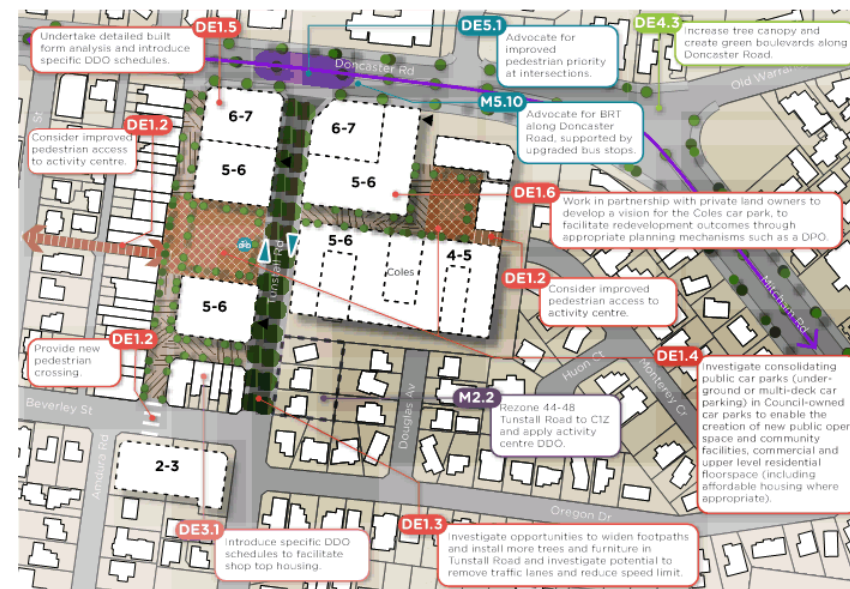 DE1.5
Undertake detailed built
form analysis and introduce
specific DDO schedules.
DE5.1
Advocate for
improved
pedestrian priority
at intersections.
DE4.3
Increase tree canopy and
create green boulevards along
Doncaster Road.
Doncaster Rd
Old Warran
M5.10
Advocate for BRT
along Doncaster
Road, supported by
upgraded bus stops.
St
DE1.2
Consider improved
pedestrian access
to activity centre.
6-7
6-7
5-6
5-6
DE1.6
Work in partnership with private land owners to
develop a vision for the Coles car park, to
facilitate redevelopment outcomes through
appropriate planning mechanisms such as a DPO.
Tunstall Rd
5-6
4-5
Coles
DE1.2
Consider improved
pedestrian access to
activity centre.
Mitcham Rd
5-6
DE1.2
Provide new
pedestrian
crossing.
DE1.4
Investigate consolidating
public car parks (under-
ground or multi-deck car
parking) in Council-owned
car parks to enable the
creation of new public open
space and community
facilities, commercial and
upper level residential
floorspace (including
affordable housing where
appropriate).
Huon Ct
Monterey Cr
M2.2
Rezone 44-48
Tunstall Road to C1Z
and apply activity
centre DDO.
Douglas Av
Beverley St
Amdura Rd
2-3
Oregon Dr
DE3.1
Introduce specific DDO
schedules to facilitate
shop top housing.
DE1.3
Investigate opportunities to widen footpaths
and install more trees and furniture in
Tunstall Road and investigate potential to
remove traffic lanes and reduce speed limit.